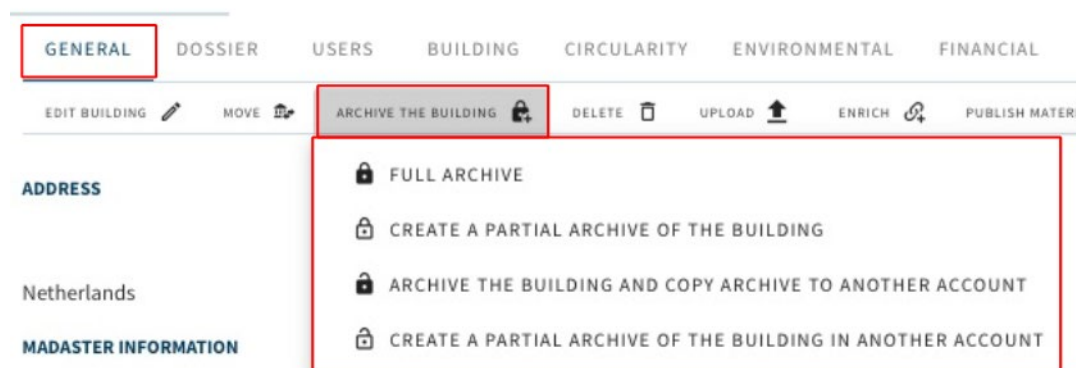 GENERAL DOSSIER USERS BUILDING CIRCULARITY ENVIRONMENTAL FINANCIAL
EDIT BUILDING MOVE ARCHIVE THE BUILDING DELETE UPLOAD ENRICH PUBLISH MATER
FULL ARCHIVE
ADDRESS
CREATE A PARTIAL ARCHIVE OF THE BUILDING
ARCHIVE THE BUILDING AND COPY ARCHIVE TO ANOTHER ACCOUNT
Netherlands
CREATE A PARTIAL ARCHIVE OF THE BUILDING IN ANOTHER ACCOUNT
MADASTER INFORMATION